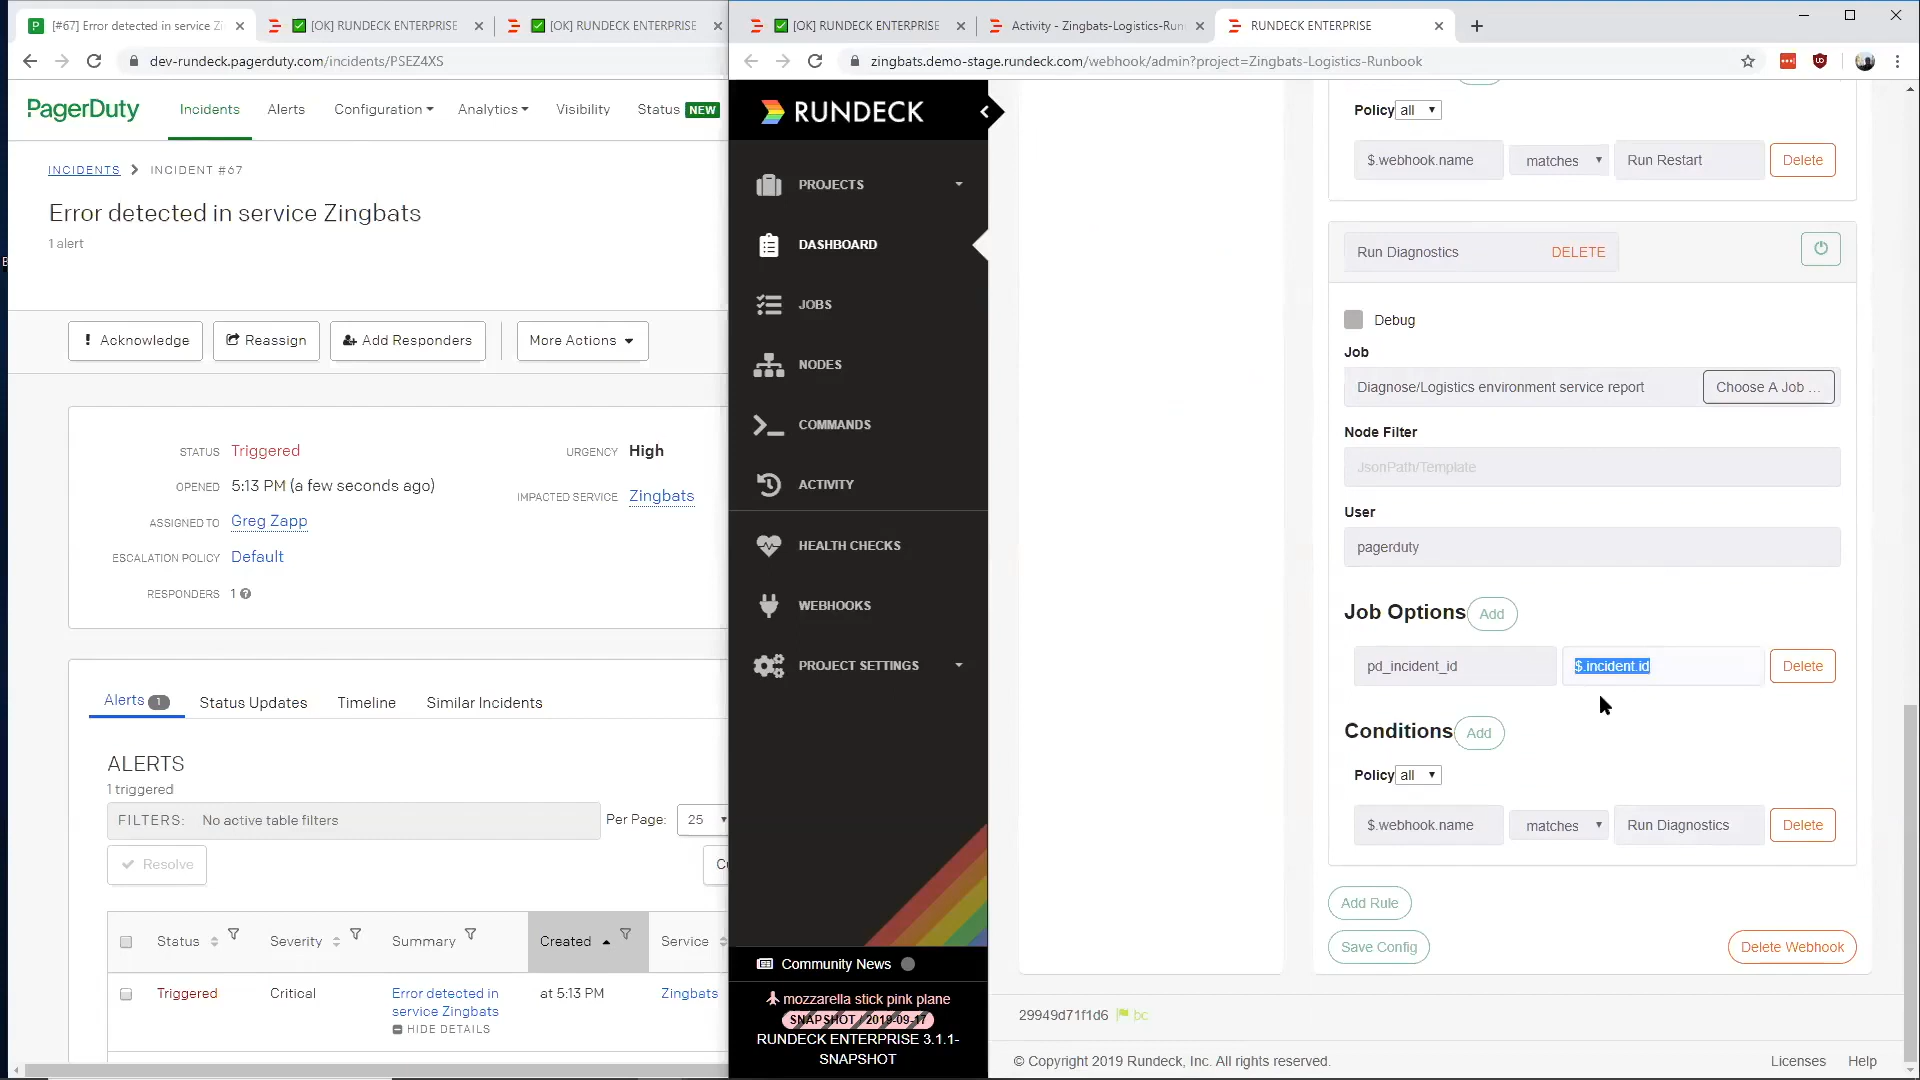 [#67] Error detected in service Z
[OK] RUNDECK ENTERPRISE
[OK] RUNDECK ENTERPRISE
dev-rundeck.pagerduty.com/incidents/PSEZ4XS
PagerDuty
Incidents
Alerts
Configuration
Analytics
Visibility
Status NEW
INCIDENTS > INCIDENT #67
Error detected in service Zingbats
1 alert
! Acknowledge
Reassign
Add Responders
More Actions
STATUS Triggered
URGENCY High
OPENED 5:13 PM (a few seconds ago)
IMPACTED SERVICE Zingbats
ASSIGNED TO Greg Zapp
ESCALATION POLICY Default
RESPONDERS 1
Alerts 1
Status Updates
Timeline
Similar Incidents
ALERTS
1 triggered
FILTERS: No active table filters
Per Page: 25
Resolve
Cu
Status
Severity
Summary
Created
Service
Triggered
Critical
Error detected in
service Zingbats
HIDE DETAILS
at 5:13 PM
Zingbats
[OK] RUNDECK ENTERPRISE
Activity - Zingbats-Logistics-Run
RUNDECK ENTERPRISE
zingbats.demo-stage.rundeck.com/webhook/admin?project=Zingbats-Logistics-Runbook
RUNDECK
PROJECTS
DASHBOARD
JOBS
NODES
COMMANDS
ACTIVITY
HEALTH CHECKS
WEBHOOKS
PROJECT SETTINGS
Community News
mozzarella stick pink plane
SNAPSHOT / 2019-09-17
RUNDECK ENTERPRISE 3.1.1-
SNAPSHOT
Policy all
$.webhook.name matches Run Restart Delete
Run Diagnostics DELETE
Debug
Job
Diagnose/Logistics environment service report Choose A Job ...
Node Filter
JsonPath/Template
User
pagerduty
Job Options Add
pd_incident_id $.incident.id Delete
Conditions Add
Policy all
$.webhook.name matches Run Diagnostics Delete
Add Rule
Save Config
Delete Webhook
29949d71f1d6 bc
© Copyright 2019 Rundeck, Inc. All rights reserved.
Licenses Help